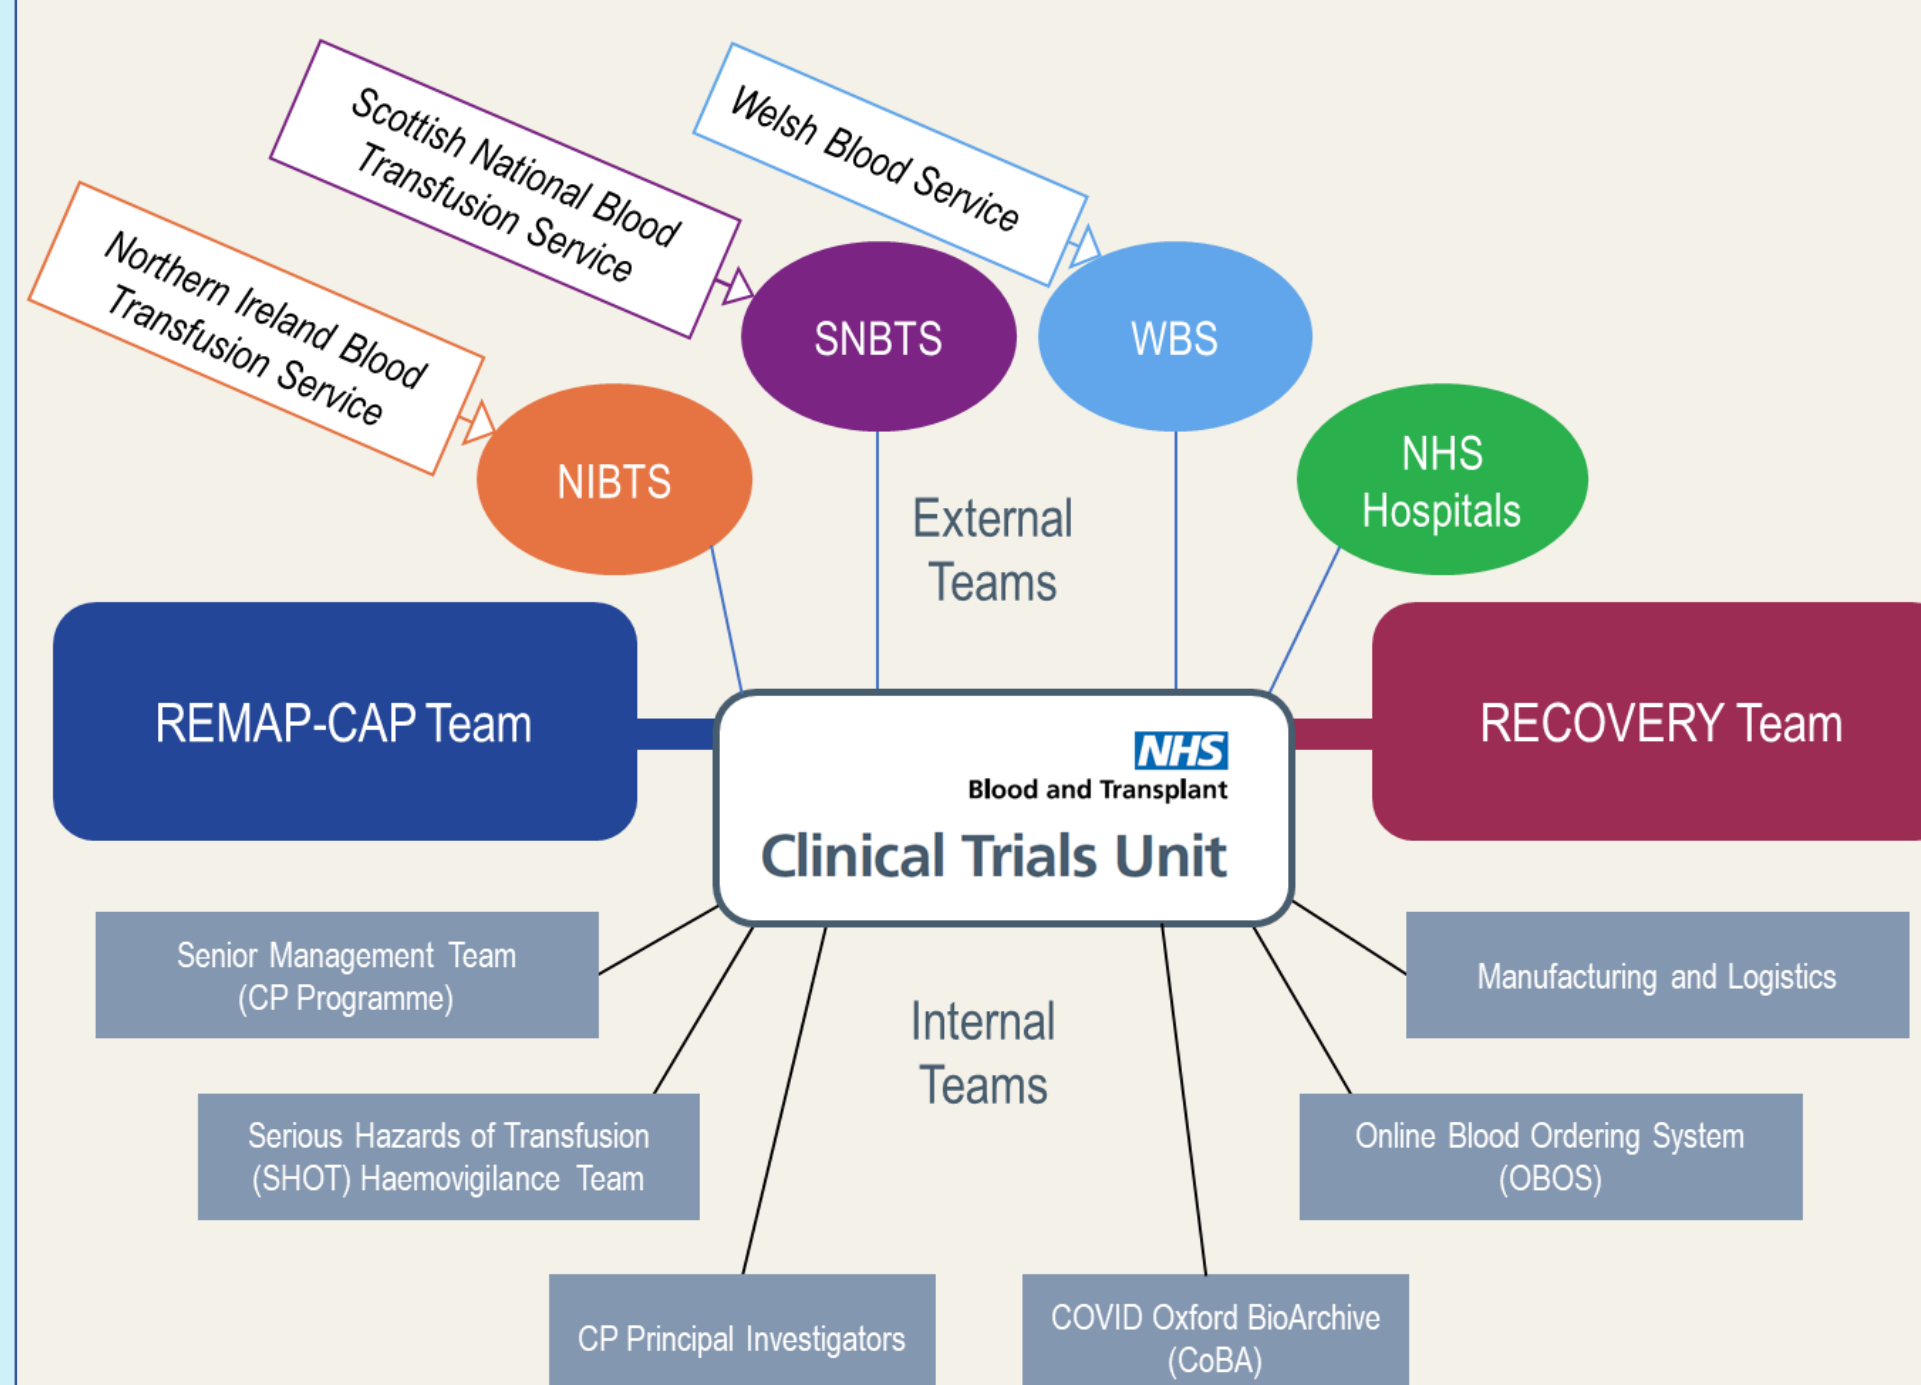 Scottish National Blood
Transfusion Service
Welsh Blood Service
Northern Ireland Blood
Transfusion Service
SNBTS
WBS
NIBTS
NHS
Hospitals
External
Teams
REMAP-CAP Team
RECOVERY Team
NHS
Blood and Transplant
Clinical Trials Unit
Senior Management Team
(CP Programme)
Manufacturing and Logistics
Internal
Teams
Serious Hazards of Transfusion
(SHOT) Haemovigilance Team
Online Blood Ordering System
(OBOS)
CP Principal Investigators
COVID Oxford BioArchive
(CoBA)